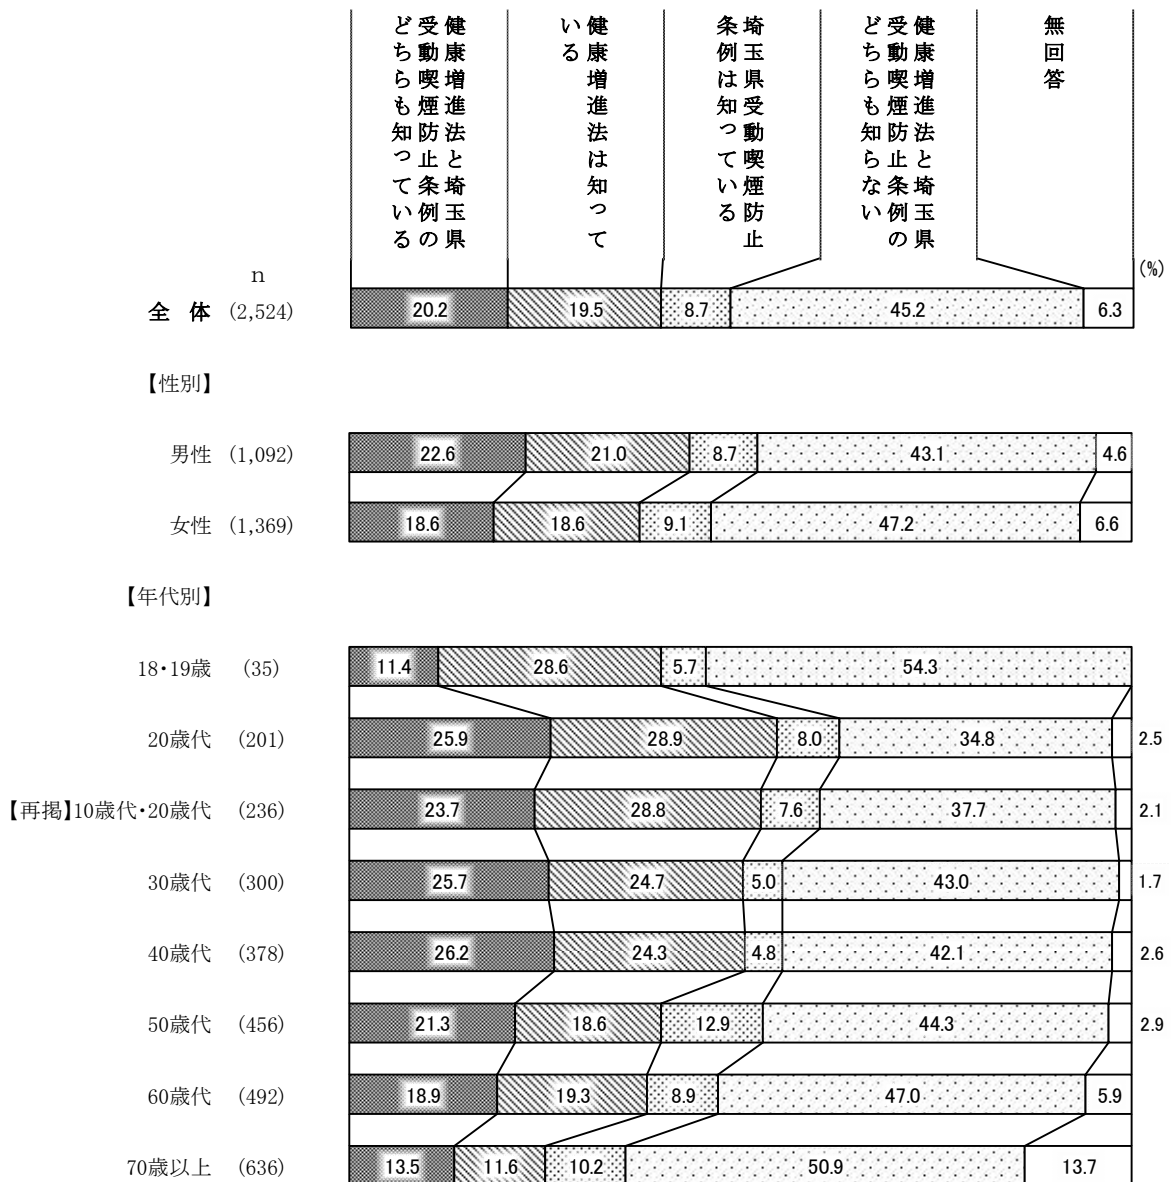 健康増進法と埼玉県
受動喫煙防止条例の
どちらも知っている
健康増進法は知って
いる
埼玉県受動喫煙防止
条例は知っている
健康増進法と埼玉県
受動喫煙防止条例の
どちらも知らない
無回答
(%)
n
全 体 (2,524) 20.2 19.5 8.7 45.2 6.3
【性別】
男性 (1,092) 22.6 21.0 8.7 43.1 4.6
女性 (1,369) 18.6 18.6 9.1 47.2 6.6
【年代別】
18・19歳 (35) 11.4 28.6 5.7 54.3
20歳代 (201) 25.9 28.9 8.0 34.8 2.5
【再掲】10歳代・20歳代 (236) 23.7 28.8 7.6 37.7 2.1
30歳代 (300) 25.7 24.7 5.0 43.0 1.7
40歳代 (378) 26.2 24.3 4.8 42.1 2.6
50歳代 (456) 21.3 18.6 12.9 44.3 2.9
60歳代 (492) 18.9 19.3 8.9 47.0 5.9
70歳以上 (636) 13.5 11.6 10.2 50.9 13.7